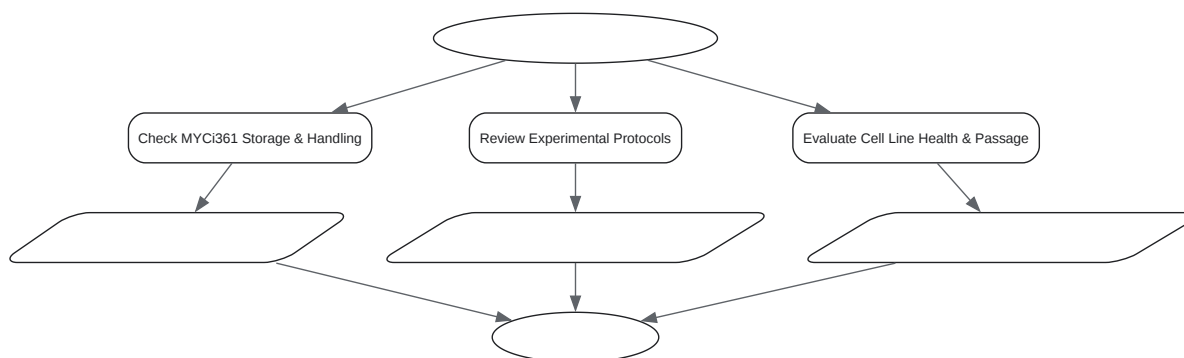 Check MYCi361 Storage & Handling
Review Experimental Protocols
Evaluate Cell Line Health & Passage